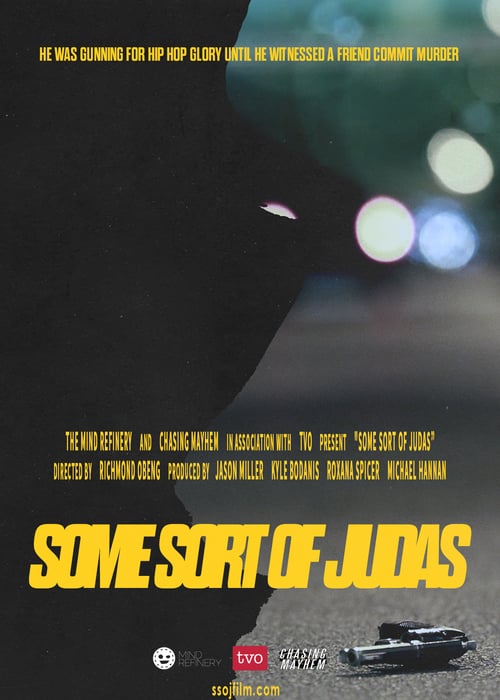 HE WAS GUNNING FOR HIP HOP GLORY UNTIL HE WITNESSED A FRIEND COMMIT MURDER
THE MIND REFINERY AND CHASING MAYHEM IN ASSOCIATION WITH TVO PRESENT "SOME SORT OF JUDAS"
DIRECTED BY RICHMOND OBENG PRODUCED BY JASON MILLER KYLE BODANIS ROXANA SPICER MICHAEL HANNAN
SOME SORT OF JUDAS
MIND REFINERY
tvo
CHASING MAYHEM
ssojfilm.com